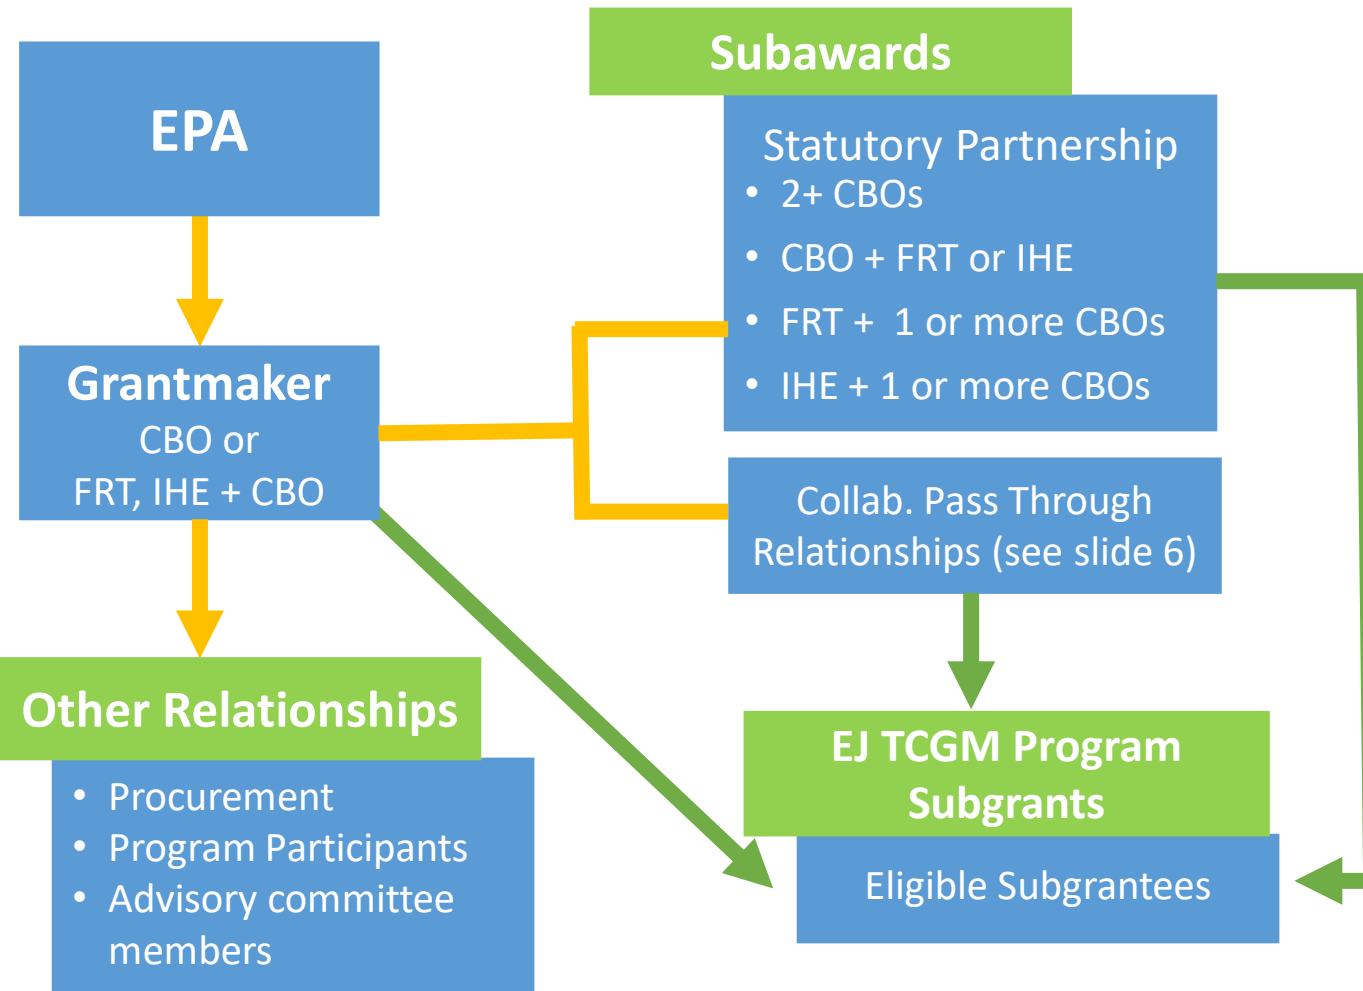 EPA
Grantmaker
CBO or
FRT, IHE + CBO
Other Relationships
• Procurement
• Program Participants
• Advisory committee
members
Subawards
Statutory Partnership
• 2+ CBOs
• CBO + FRT or IHE
• FRT + 1 or more CBOs
• IHE + 1 or more CBOs
Collab. Pass Through
Relationships (see slide 6)
EJ TCGM Program
Subgrants
Eligible Subgrantees